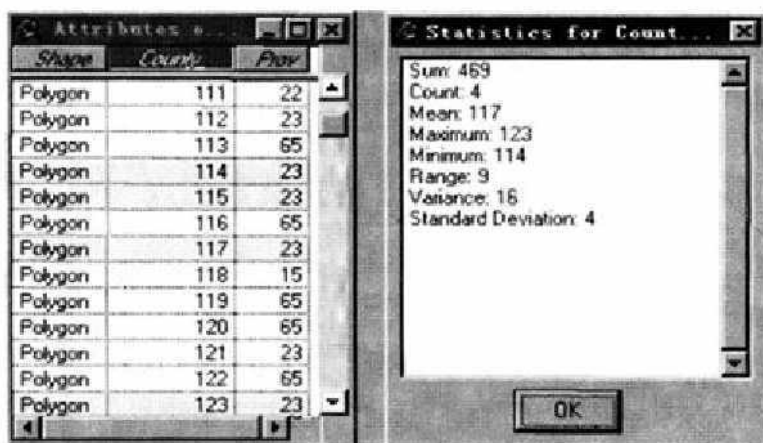 Attributes o...
Shape County Prov
Polygon 111 22
Polygon 112 23
Polygon 113 65
Polygon 114 23
Polygon 115 23
Polygon 116 65
Polygon 117 23
Polygon 118 15
Polygon 119 65
Polygon 120 65
Polygon 121 23
Polygon 122 65
Polygon 123 23
Statistics for Count...
Sum: 469
Count: 4
Mean: 117
Maximum: 123
Minimum: 114
Range: 9
Variance: 16
Standard Deviation: 4
OK